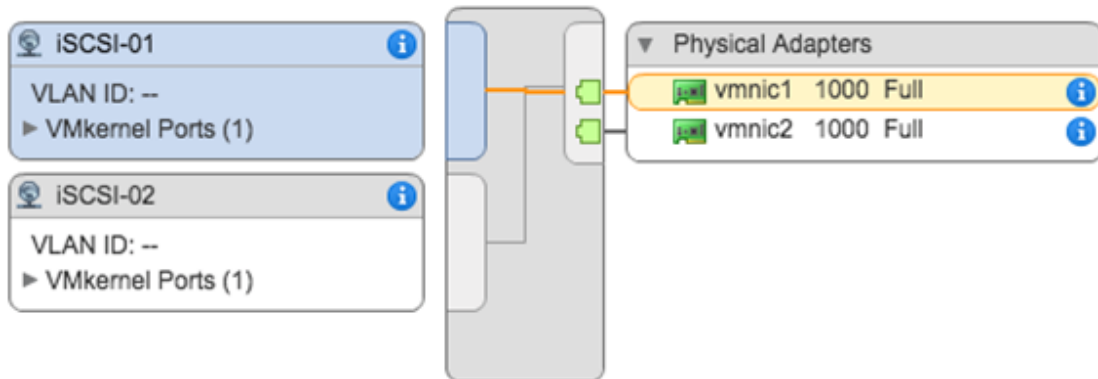 iSCSI-01
VLAN ID: --
VMkernel Ports (1)
iSCSI-02
VLAN ID: --
VMkernel Ports (1)
Physical Adapters
vmnic1 1000 Full
vmnic2 1000 Full